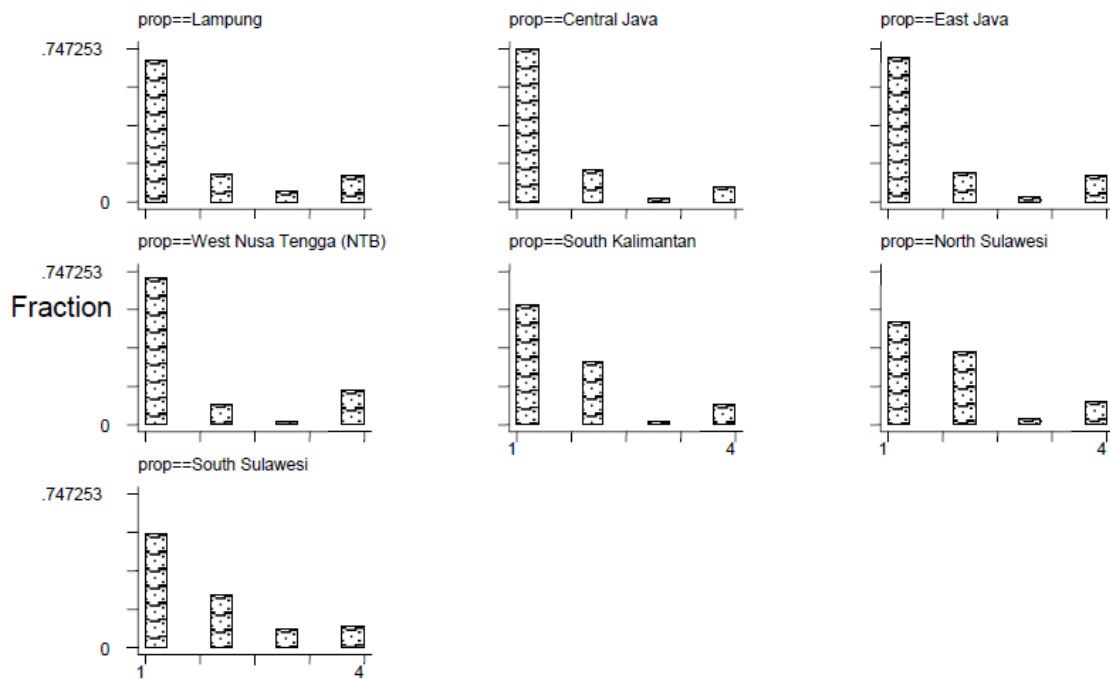 prop==Lampung
prop==Central Java
prop==East Java
.747253
0
prop==West Nusa Tengga (NTB)
prop==South Kalimantan
prop==North Sulawesi
.747253
Fraction
0
1
4
1
4
prop==South Sulawesi
.747253
0
1
4